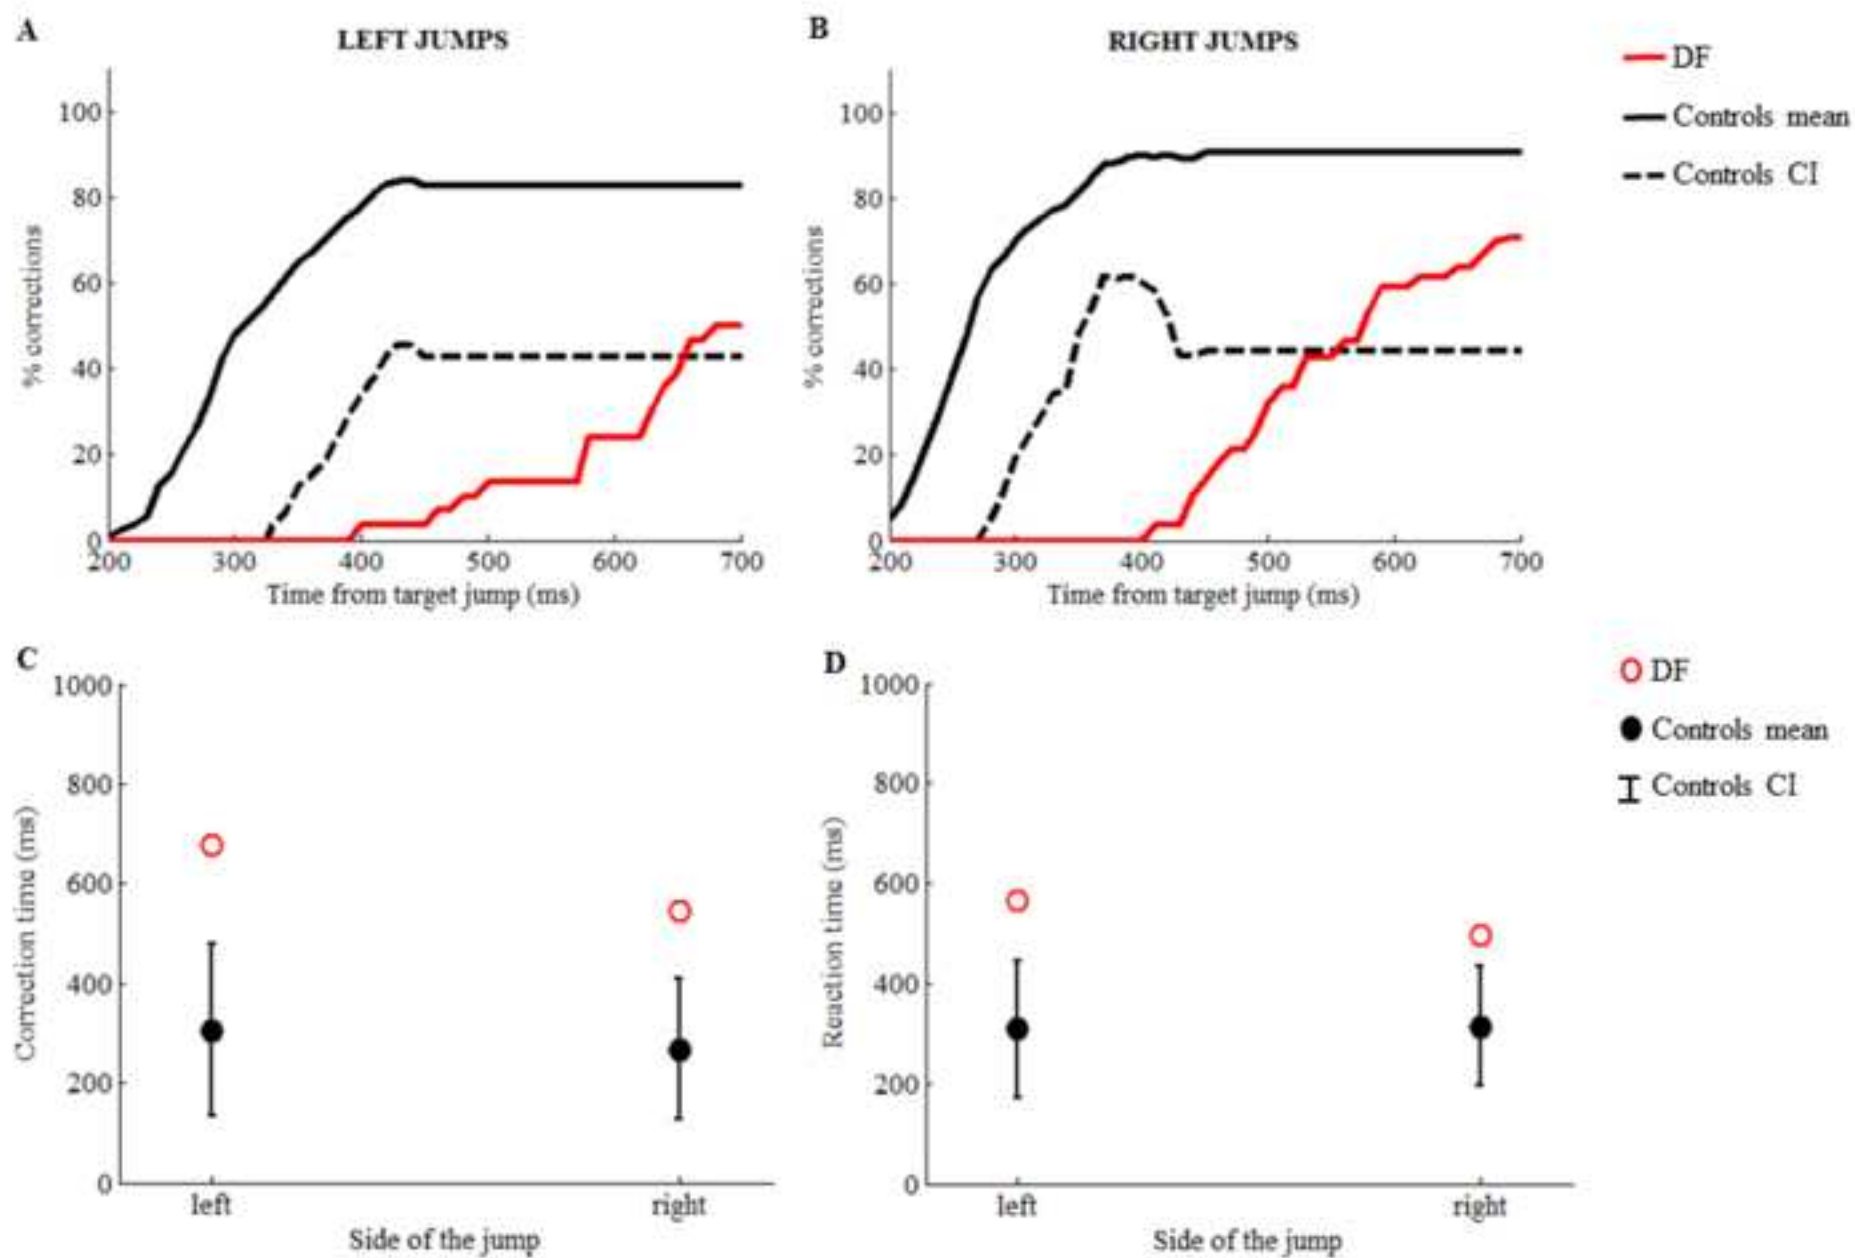 A
LEFT JUMPS
B
RIGHT JUMPS
DF
Controls mean
Controls CI
100
80
60
40
20
0
% corrections
200 300 400 500 600 700
Time from target jump (ms)
100
80
60
40
20
0
% corrections
200 300 400 500 600 700
Time from target jump (ms)
C
1000
800
600
400
200
0
Correction time (ms)
left right
Side of the jump
D
1000
800
600
400
200
0
Reaction time (ms)
left right
Side of the jump
DF
Controls mean
Controls CI